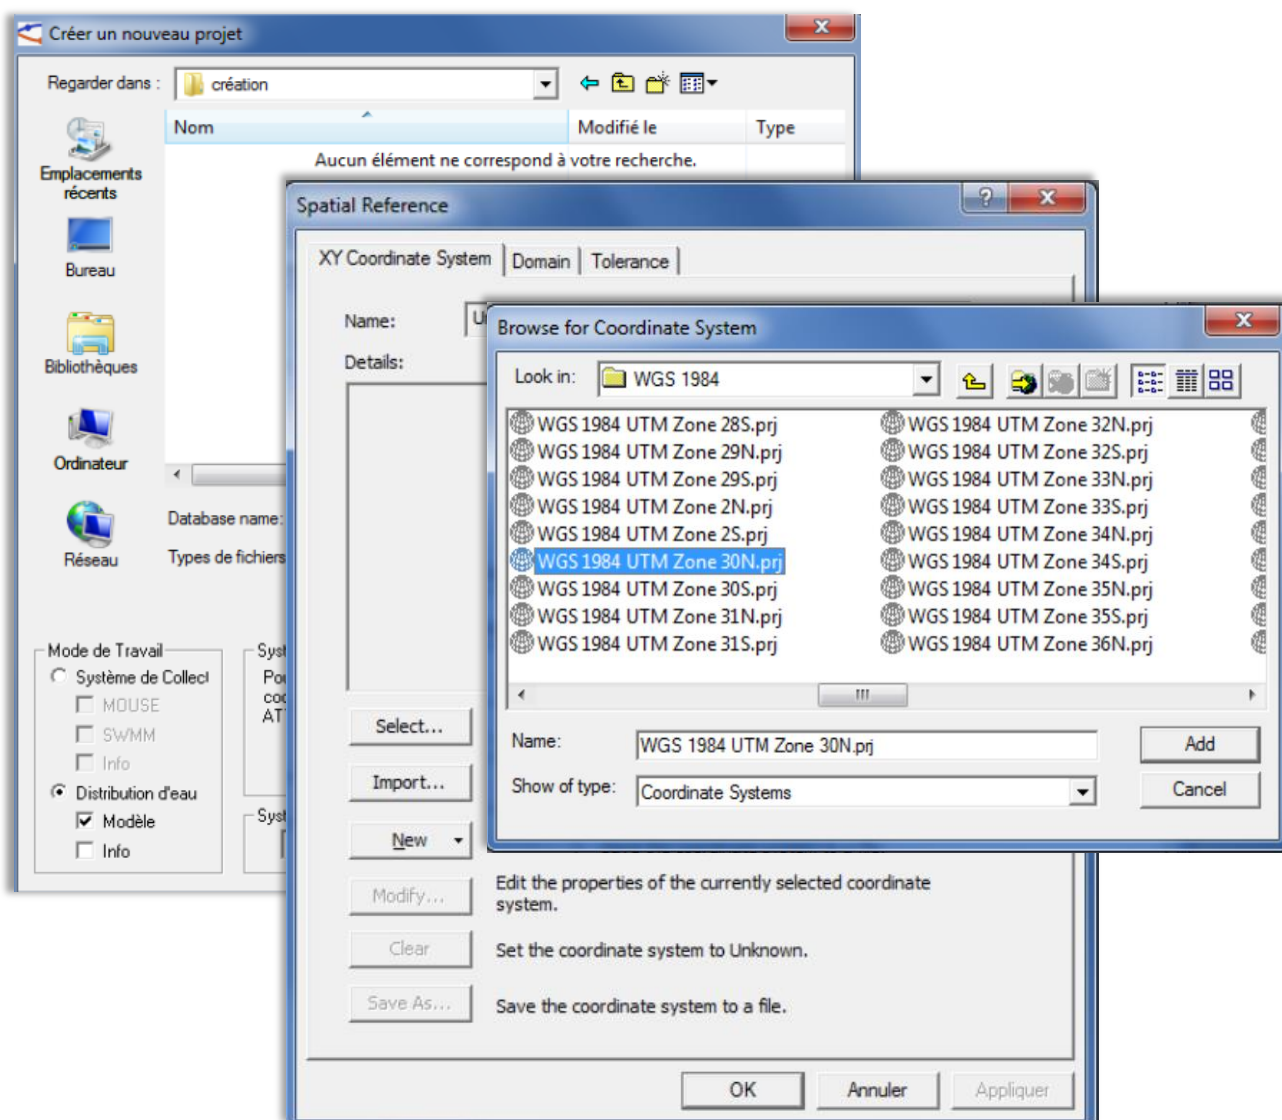 Créer un nouveau projet
Regarder dans :
création
Nom
Modifié le
Type
Aucun élément ne correspond à votre recherche.
Emplacements
récents
Bureau
Bibliothèques
Ordinateur
Réseau
Database name:
Types de fichiers
Mode de Travail
Système de Collect
MOUSE
SWMM
Info
Distribution d'eau
Modèle
Info
Spatial Reference
XY Coordinate System
Domain
Tolerance
Name:
Details:
Select...
Import...
New
Modify...
Edit the properties of the currently selected coordinate
system.
Clear
Set the coordinate system to Unknown.
Save As...
Save the coordinate system to a file.
OK
Annuler
Appliquer
Browse for Coordinate System
Look in:
WGS 1984
WGS 1984 UTM Zone 28S.prj
WGS 1984 UTM Zone 29N.prj
WGS 1984 UTM Zone 29S.prj
WGS 1984 UTM Zone 2N.prj
WGS 1984 UTM Zone 2S.prj
WGS 1984 UTM Zone 30N.prj
WGS 1984 UTM Zone 30S.prj
WGS 1984 UTM Zone 31N.prj
WGS 1984 UTM Zone 31S.prj
WGS 1984 UTM Zone 32N.prj
WGS 1984 UTM Zone 32S.prj
WGS 1984 UTM Zone 33N.prj
WGS 1984 UTM Zone 33S.prj
WGS 1984 UTM Zone 34N.prj
WGS 1984 UTM Zone 34S.prj
WGS 1984 UTM Zone 35N.prj
WGS 1984 UTM Zone 35S.prj
WGS 1984 UTM Zone 36N.prj
Name:
WGS 1984 UTM Zone 30N.prj
Add
Show of type:
Coordinate Systems
Cancel